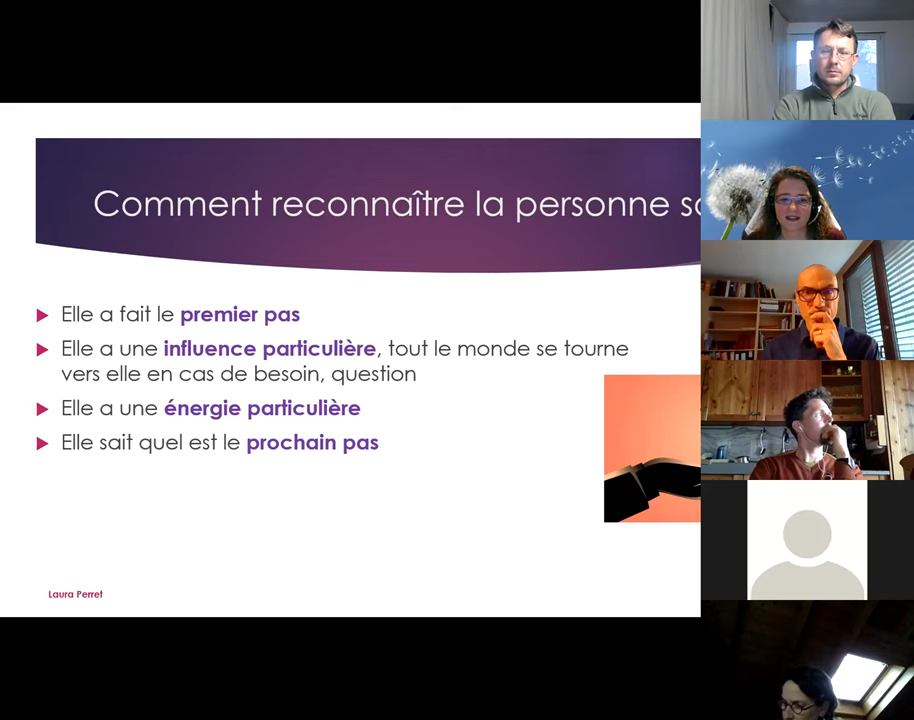 Comment reconnaître la personne
Elle a fait le premier pas
Elle a une influence particulière, tout le monde se tourne
vers elle en cas de besoin, question
Elle a une énergie particulière
Elle sait quel est le prochain pas
Laura Perret